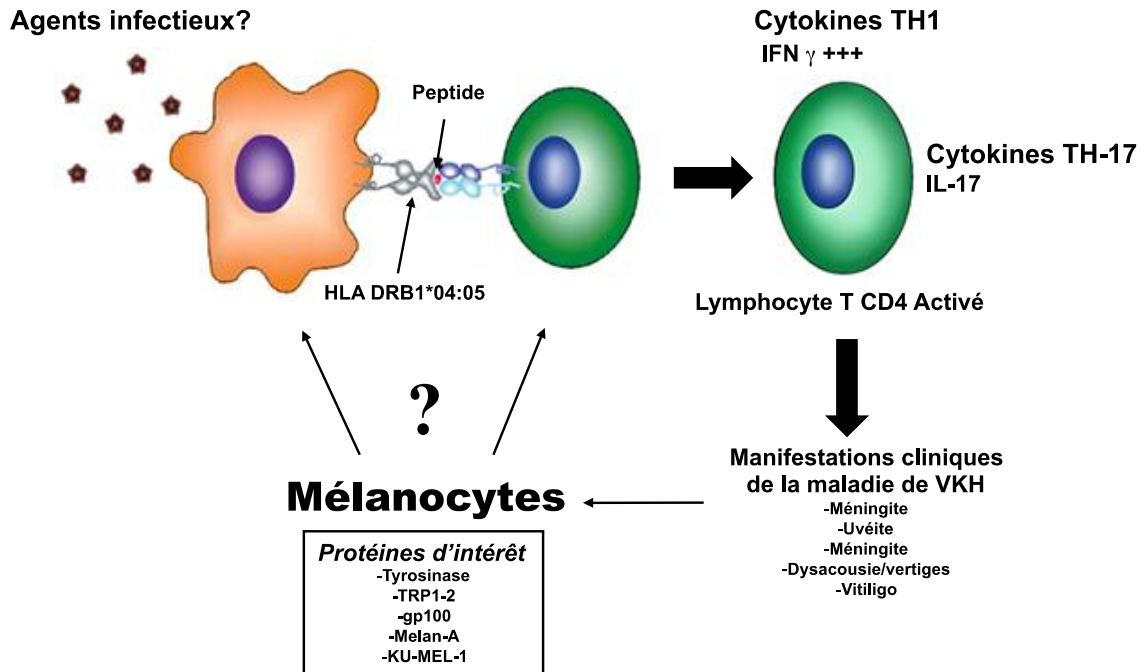 Agents infectieux?
Cytokines TH1
IFN γ +++
Peptide
Cytokines TH-17
IL-17
HLA DRB1*04:05
Lymphocyte T CD4 Activé
?
Manifestations cliniques
de la maladie de VKH
-Méningite
-Uvéite
-Méningite
-Dysacousie/vertiges
-Vitiligo
Mélanocytes
Protéines d'intérêt
-Tyrosinase
-TRP1-2
-gp100
-Melan-A
-KU-MEL-1